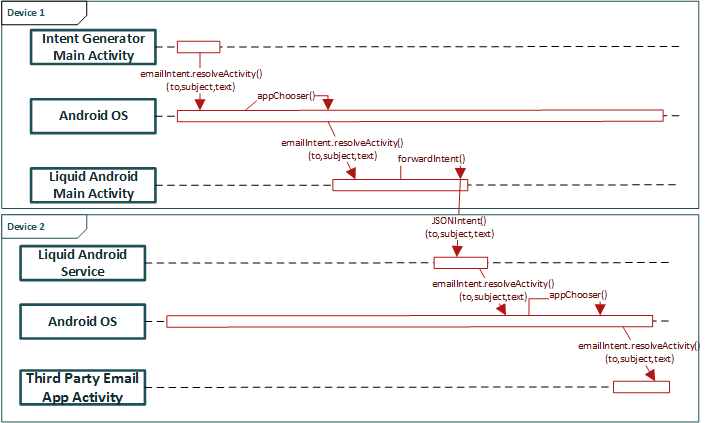 Device 1
Intent Generator
Main Activity
emailIntent.resolveActivity()
(to,subject,text)
appChooser()
Android OS
emailIntent.resolveActivity()
(to,subject,text)
forwardIntent()
Liquid Android
Main Activity
JSONIntent()
(to,subject,text)
Device 2
Liquid Android
Service
emailIntent.resolveActivity()
(to,subject,text)
appChooser()
Android OS
emailIntent.resolveActivity()
(to,subject,text)
Third Party Email
App Activity